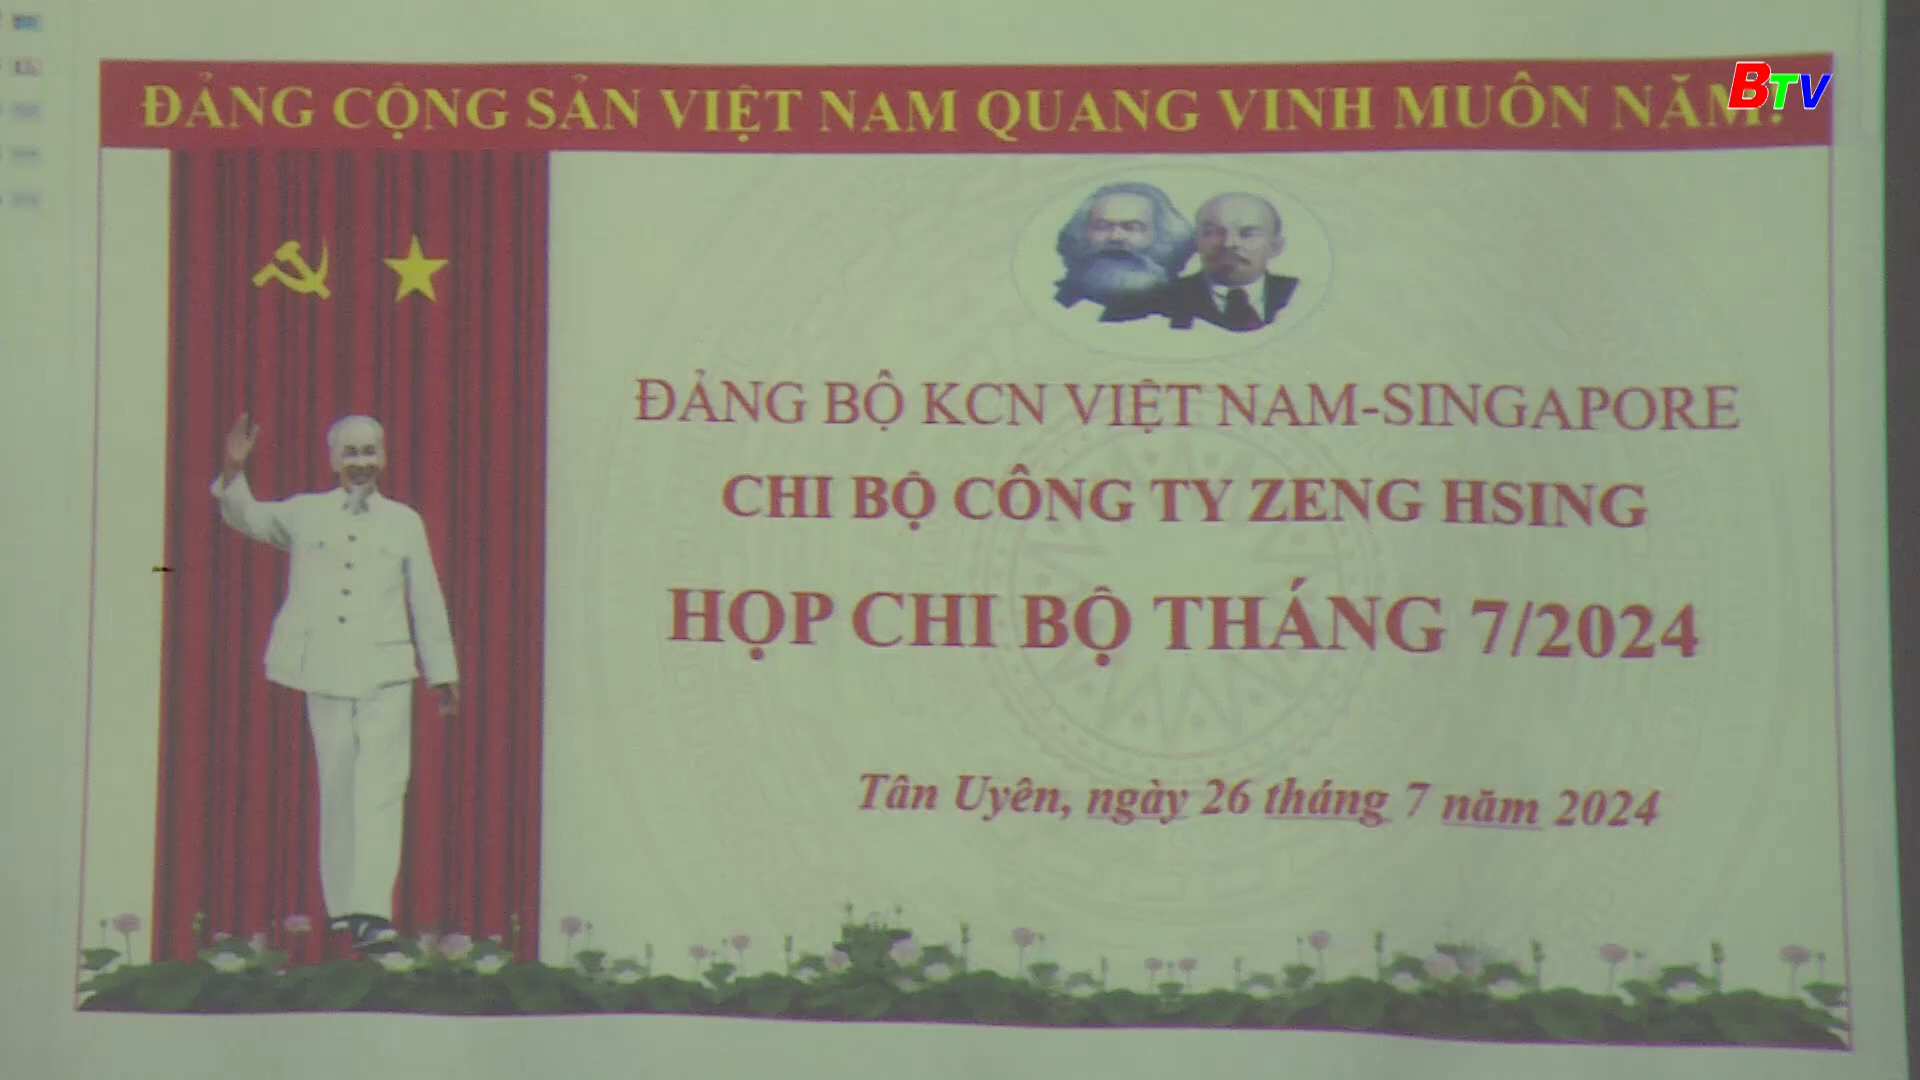 ĐẢNG CỘNG SẢN VIỆT NAM QUANG VINH MUÔN NĂM!
BTV
ĐẢNG BỘ KCN VIỆT NAM-SINGAPORE
CHI BỘ CÔNG TY ZENG HSING
HỌP CHI BỘ THÁNG 7/2024
Tân Uyên, ngày 26 tháng 7 năm 2024